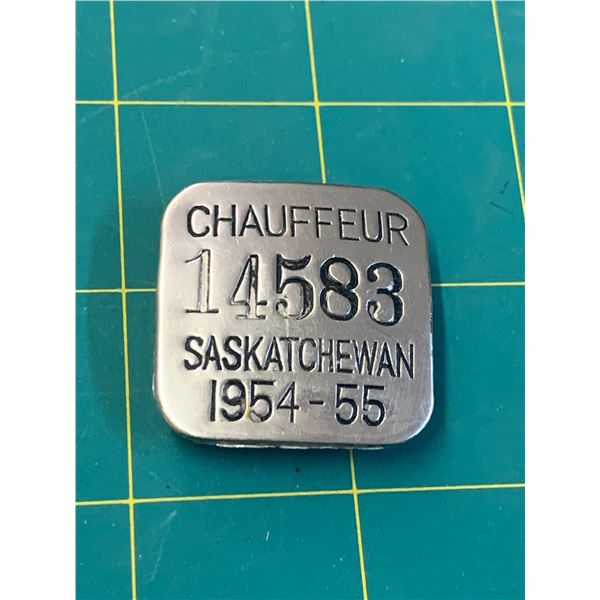 CHAUFFEUR
14583
SASKATCHEWAN
1954-55